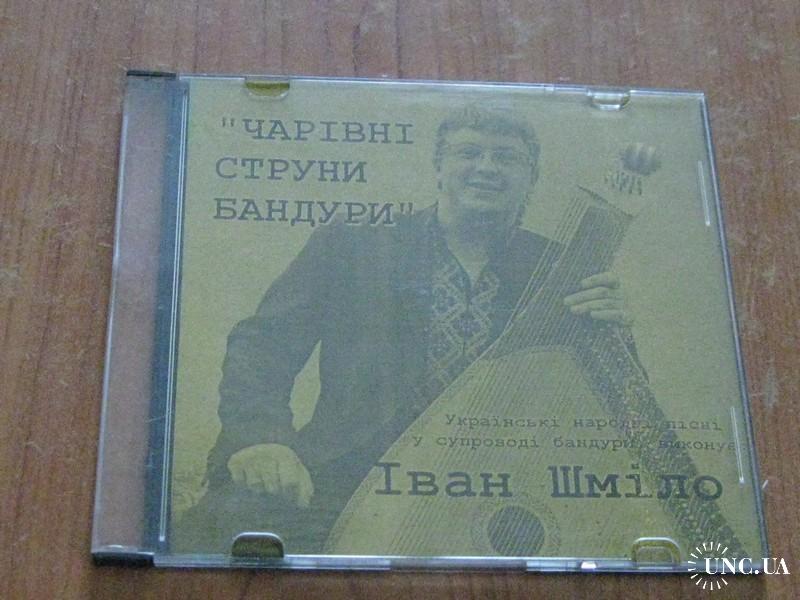 "ЧАРІВНІ
СТРУНИ
БАНДУРИ"
Українські народні пісні
у супроводі бандури виконує
Іван Шміло
UNC.UA